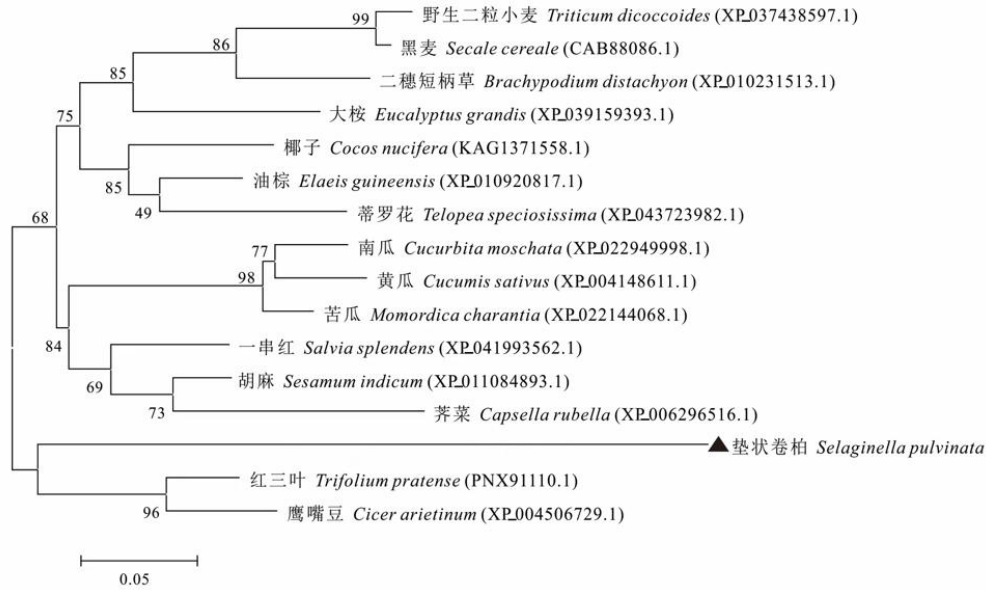 99 野生二粒小麦 Triticum dicoccoides (XP_037438597.1)
86 黑麦 Secale cereale (CAB88086.1)
85 二穗短柄草 Brachypodium distachyon (XP_010231513.1)
75 大桉 Eucalyptus grandis (XP_039159393.1)
椰子 Cocos nucifera (KAG1371558.1)
85 油棕 Elaeis guineensis (XP_010920817.1)
68 49 蒂罗花 Telopea speciosissima (XP_043723982.1)
77 南瓜 Cucurbita moschata (XP_022949998.1)
98 黄瓜 Cucumis sativus (XP_004148611.1)
苦瓜 Momordica charantia (XP_022144068.1)
84 一串红 Salvia splendens (XP_041993562.1)
69 胡麻 Sesamum indicum (XP_011084893.1)
73 荠菜 Capsella rubella (XP_006296516.1)
垫状卷柏 Selaginella pulvinata
红三叶 Trifolium pratense (PNX91110.1)
96 鹰嘴豆 Cicer arietinum (XP_004506729.1)
0.05